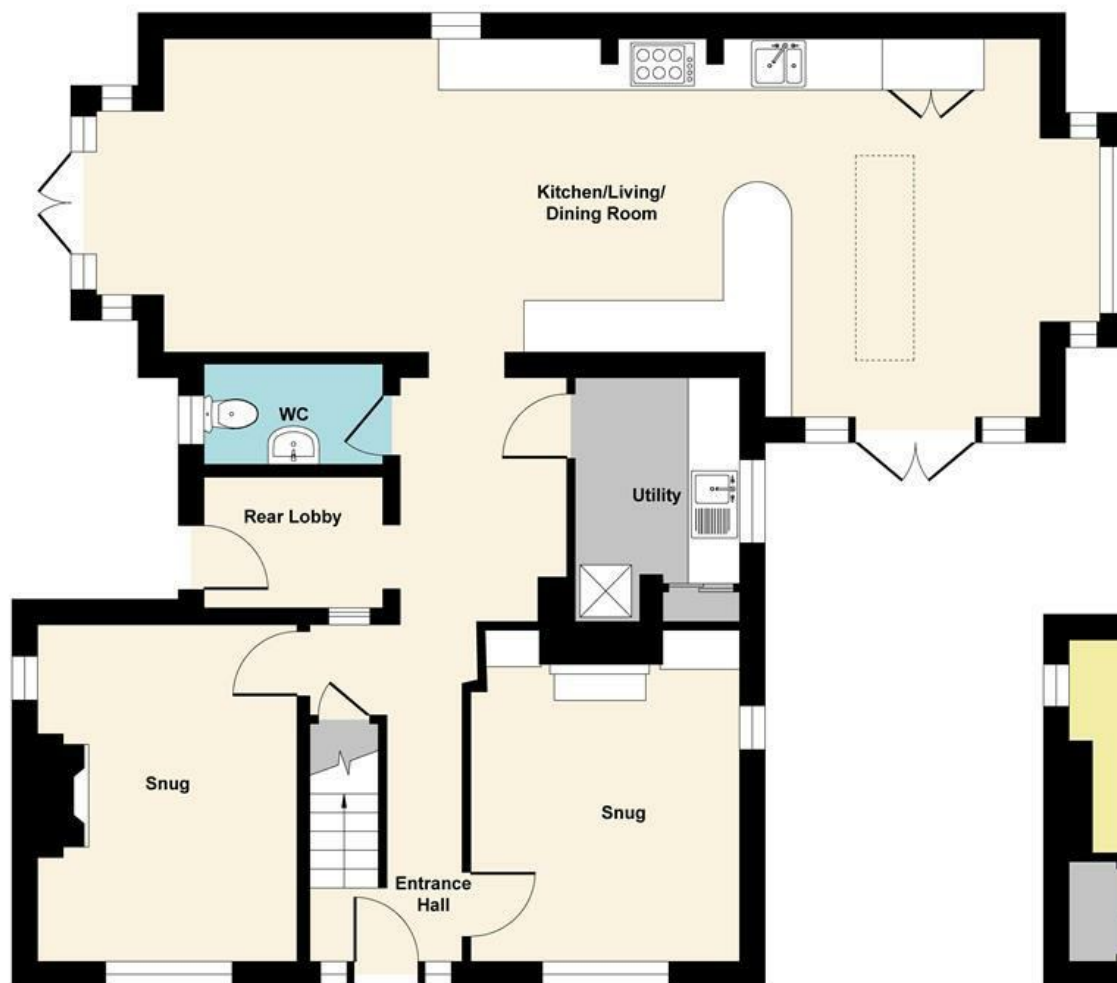 Kitchen/Living/
Dining Room
WC
Rear Lobby
Utility
Snug
Snug
Entrance
Hall